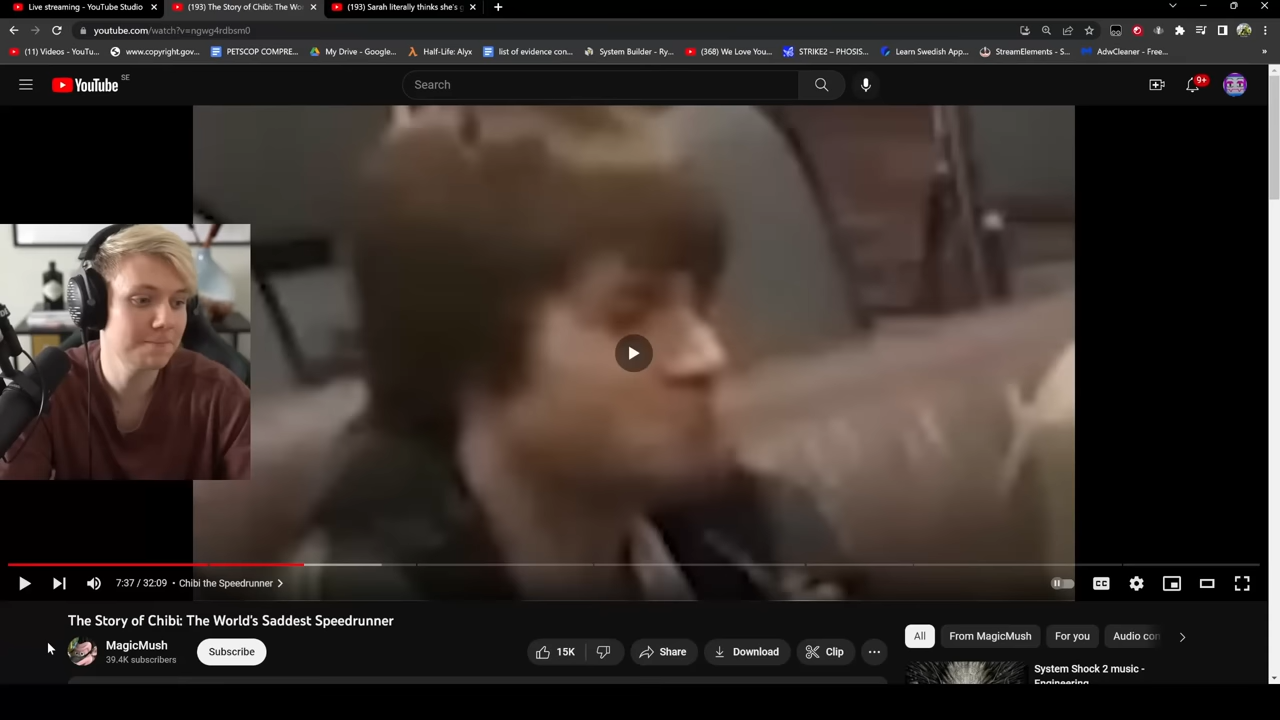 Live streaming - YouTube Studio
(193) The Story of Chibi: The Wo
(193) Sarah literally thinks she's g
youtube.com/watch?v=ngwg4rdbsm0
(11) Videos - YouTu...
www.copyright.gov...
PETSCOP COMPRE...
My Drive - Google...
Half-Life: Alyx
list of evidence con...
System Builder - Ry...
(368) We Love You...
STRIKE2 – PHOSIS...
Learn Swedish App...
StreamElements - S...
AdwCleaner - Free...
»
YouTube SE
Search
9+
7:37 / 32:09 • Chibi the Speedrunner
CC
The Story of Chibi: The World's Saddest Speedrunner
MagicMush
39.4K subscribers
Subscribe
15K
Share
Download
Clip
All
From MagicMush
For you
Audio con
System Shock 2 music -
Engineering